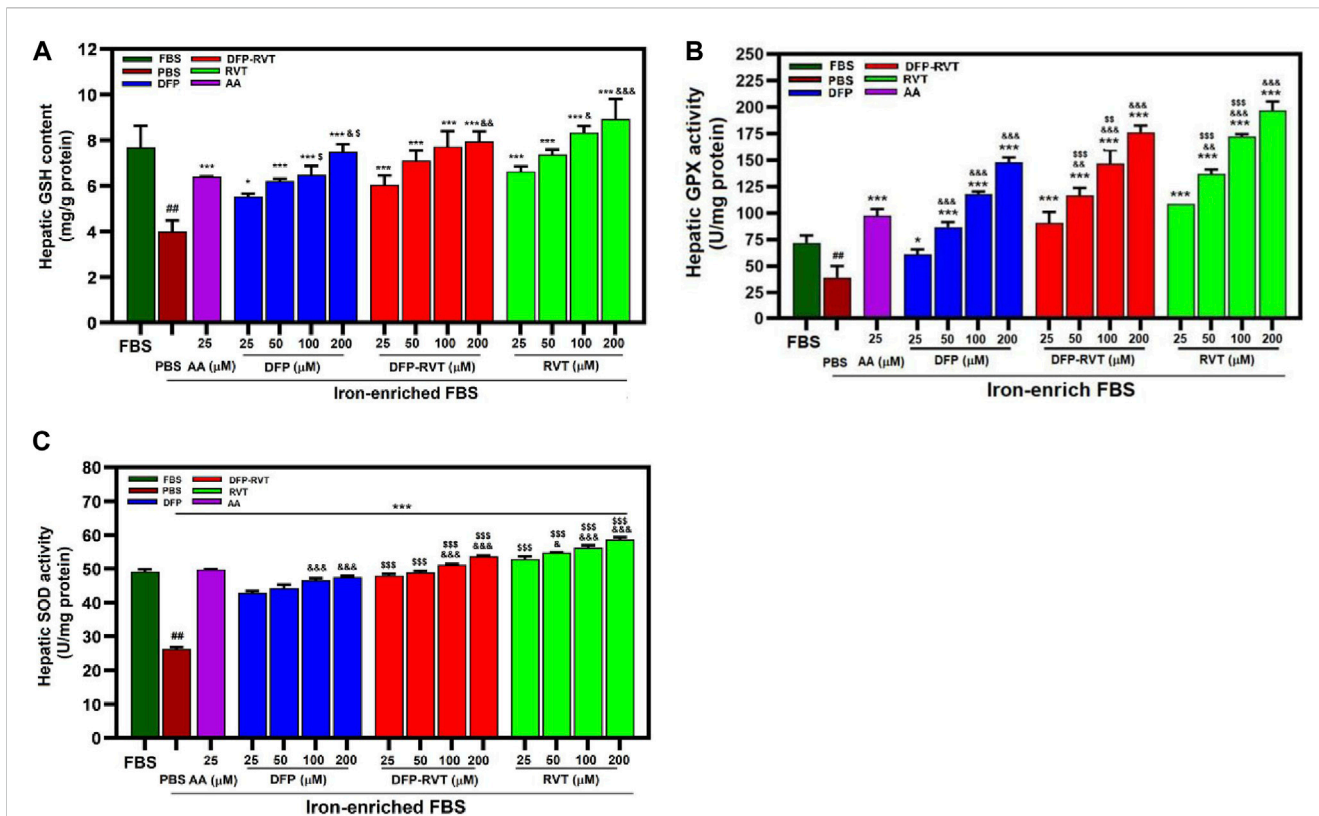 A
12
10
8
6
4
2
0
Hepatic GSH content
(mg/g protein)
FBS
PBS
DFP
DFP-RVT
RVT
AA
##
***
*
***
*** $
*** & $
***
***
***
***&&
***
***
*** &
*** &&&
FBS
25
25 50 100 200
25 50 100 200
25 50 100 200
PBS AA (μM) DFP (μM) DFP-RVT (μM) RVT (μM)
Iron-enriched FBS
B
250
225
200
175
150
125
100
75
50
25
0
Hepatic GPX activity
(U/mg protein)
FBS
PBS
DFP
DFP-RVT
RVT
AA
##
***
*
&&&
***
&&&
***
&&&
***
***
$$$
&&
***
$$
&&&
***
&&&
***
***
$$$
&&
***
$$$
&&&
***
&&&
***
FBS
25
25 50 100 200
25 50 100 200
25 50 100 200
PBS AA (μM) DFP (μM) DFP-RVT (μM) RVT (μM)
Iron-enrich FBS
C
80
70
60
50
40
30
20
10
0
Hepatic SOD activity
(U/mg protein)
FBS
PBS
DFP
DFP-RVT
RVT
AA
***
##
&&&
&&&
$$$
$$$
$$$
&&&
$$$
&&&
$$$
$$$
&
$$$
&&&
$$$
&&&
FBS
25
25 50 100 200
25 50 100 200
25 50 100 200
PBS AA (μM) DFP (μM) DFP-RVT (μM) RVT (μM)
Iron-enriched FBS